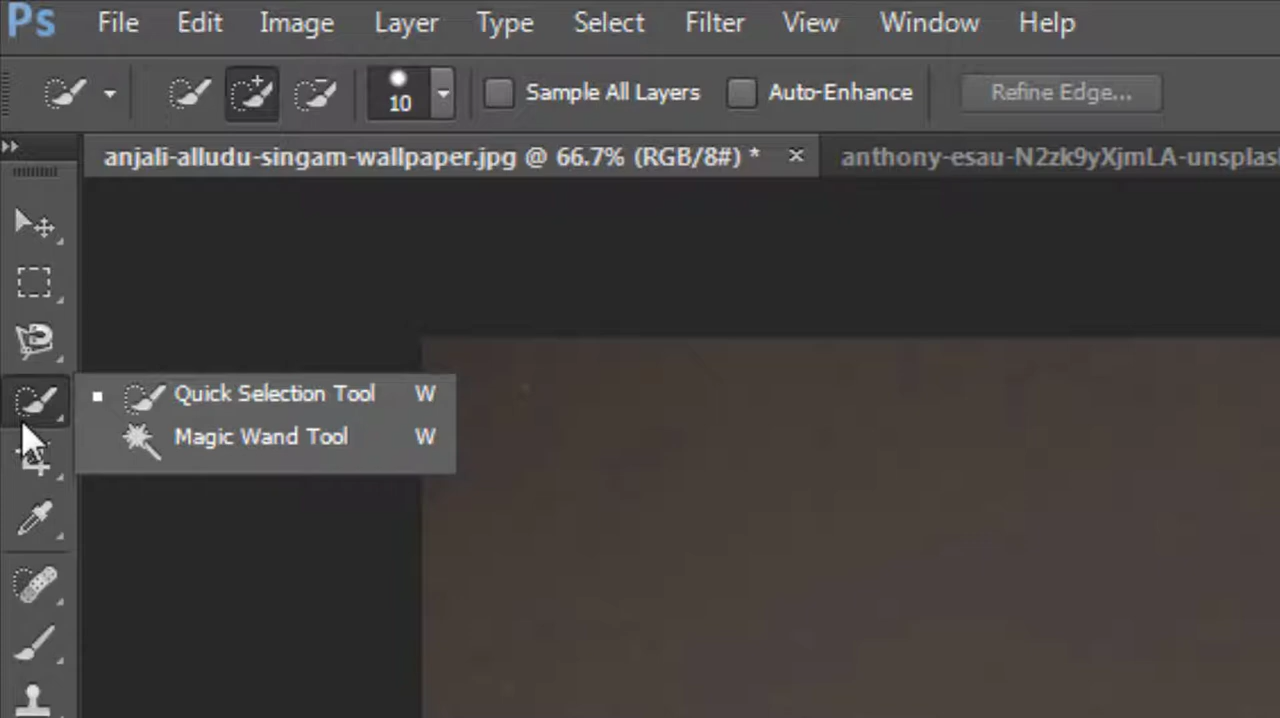 Ps File Edit Image Layer Type Select Filter View Window Help
10 Sample All Layers Auto-Enhance Refine Edge...
anjali-alludu-singam-wallpaper.jpg @ 66.7% (RGB/8#) * × anthony-esau-N2zk9yXjmLA-unsplash
Quick Selection Tool W
Magic Wand Tool W